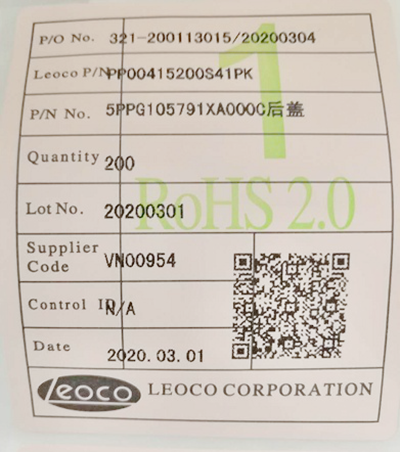 P/O No. 321-200113015/20200304
Leoco P/N PP00415200S41PK
P/N No. 5PPG105791XA000C后盖
1
Quantity 200
RoHS 2.0
Lot No. 20200301
Supplier Code VN00954
Control ID N/A
Date 2020.03.01
Leoco LEOCO CORPORATION